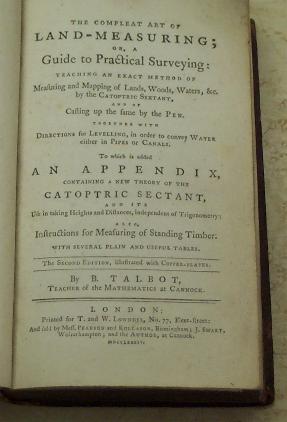 THE COMPLEAT ART OF
LAND-MEASURING;
OR, A
Guide to Practical Surveying:
TEACHING AN EXACT METHOD OF
Measuring and Mapping of Lands, Woods, Waters, &c.
by the CATOPTRIC SEXTANT,
AND OF
Casting up the same by the PEN.
TOGETHER WITH
DIRECTIONS for LEVELLING, in order to convey WATER
either in PIPES or CANALS.
To which is added
AN APPENDIX,
CONTAINING A NEW THEORY OF THE
CATOPTRIC SECTANT,
AND ITS
Use in taking Heights and Distances, independent of Trigonometry:
ALSO,
Instructions for Measuring of Standing Timber.
WITH SEVERAL PLAIN AND USEFUL TABLES.
The SECOND EDITION, illustrated with COPPER-PLATES.
By B. TALBOT,
TEACHER of the MATHEMATICS at CANNOCK.
LONDON:
Printed for T. and W. LOWNDES, No. 77, Fleet-street:
And sold by Mess. PEARSON and ROLLASON, Birmingham; J. SMART,
Wolverhampton; and the AUTHOR, at Cannock.
MDCCLXXXIV.